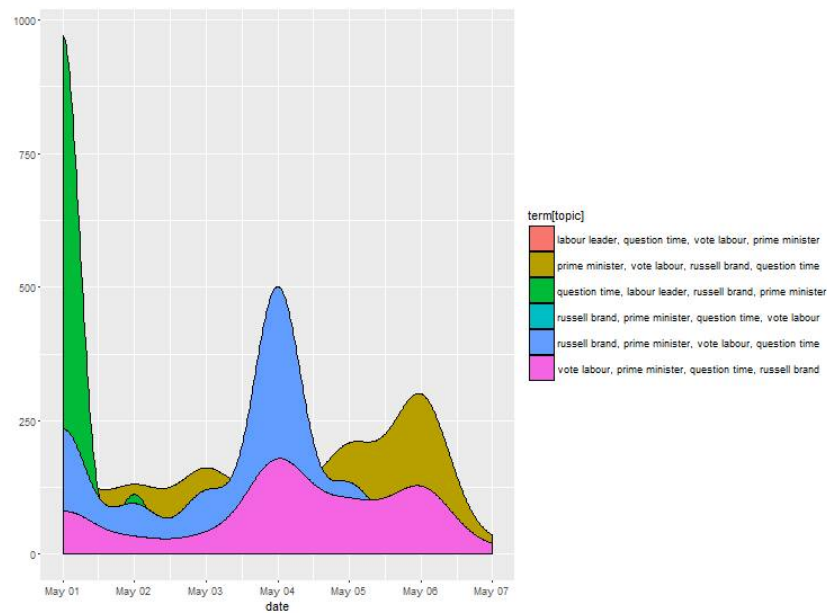 1000
750
500
250
0
May 01 May 02 May 03 May 04 May 05 May 06 May 07
date
term[topic]
labour leader, question time, vote labour, prime minister
prime minister, vote labour, russell brand, question time
question time, labour leader, russell brand, prime minister
russell brand, prime minister, question time, vote labour
russell brand, prime minister, vote labour, question time
vote labour, prime minister, question time, russell brand